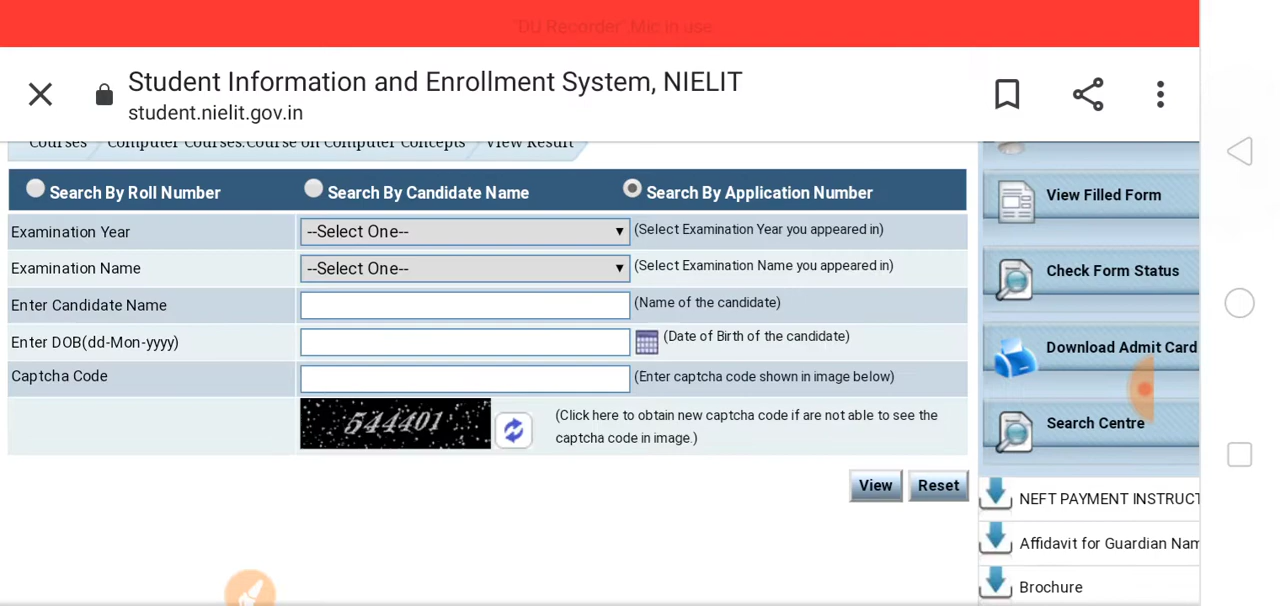 'DU Recorder' Mic in use
Student Information and Enrollment System, NIELIT
student.nielit.gov.in
Courses Computer Courses:Course on Computer Concepts View Result
Search By Roll Number Search By Candidate Name Search By Application Number
Examination Year --Select One-- (Select Examination Year you appeared in)
Examination Name --Select One-- (Select Examination Name you appeared in)
Enter Candidate Name (Name of the candidate)
Enter DOB(dd-Mon-yyyy) (Date of Birth of the candidate)
Captcha Code (Enter captcha code shown in image below)
544401
(Click here to obtain new captcha code if are not able to see the
captcha code in image.)
View Reset
View Filled Form
Check Form Status
Download Admit Card
Search Centre
NEFT PAYMENT INSTRUCT
Affidavit for Guardian Nam
Brochure